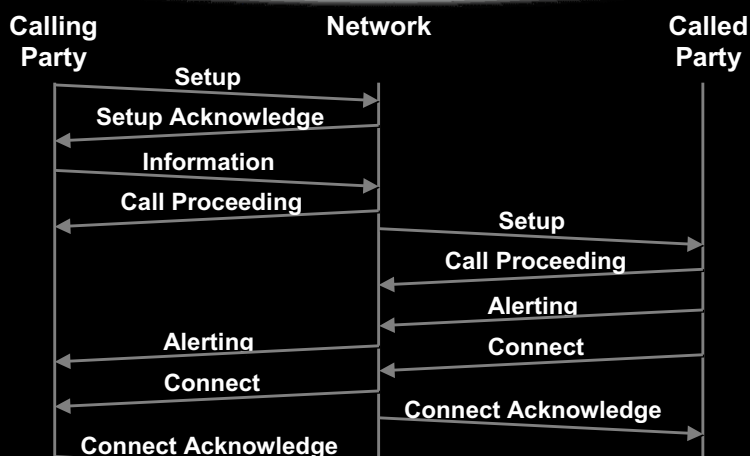 Calling
Party
Network
Called
Party
Setup
Setup Acknowledge
Information
Call Proceeding
Setup
Call Proceeding
Alerting
Alerting
Connect
Connect
Connect Acknowledge
Connect Acknowledge